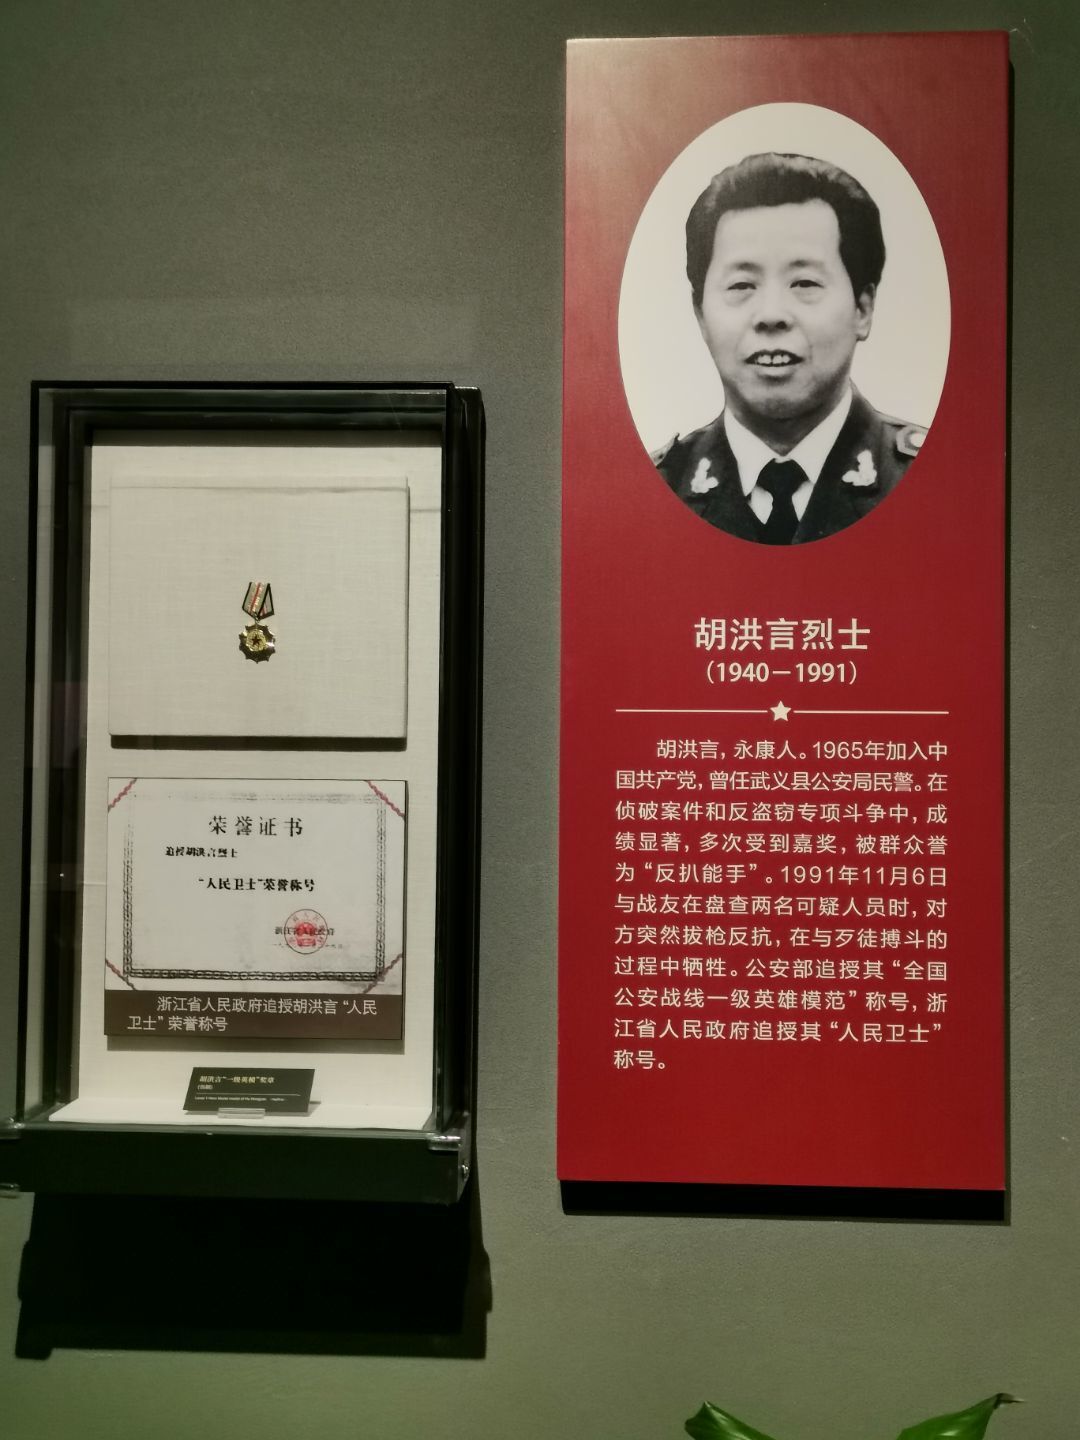 胡洪言烈士
（1940－1991）
胡洪言，永康人。1965年加入中
国共产党，曾任武义县公安局民警。在
侦破案件和反盗窃专项斗争中，成
绩显著，多次受到嘉奖，被群众誉
为“反扒能手”。1991年11月6日
与战友在盘查两名可疑人员时，对
方突然拔枪反抗，在与歹徒搏斗的
过程中牺牲。公安部追授其“全国
公安战线一级英雄模范”称号，浙
江省人民政府追授其“人民卫士”
称号。
荣誉证书
追授胡洪言烈士
“人民卫士”荣誉称号
浙江省人民政府
浙江省人民政府追授胡洪言“人民
卫士”荣誉称号
胡洪言“一级英模”奖章